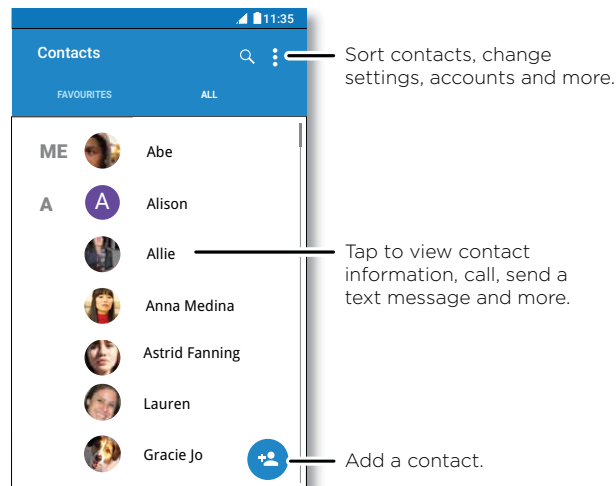 11:35
Contacts
FAVOURITES ALL
Sort contacts, change
settings, accounts and more.
ME Abe
A A Alison
Allie
Tap to view contact
information, call, send a
text message and more.
Anna Medina
Astrid Fanning
Lauren
Gracie Jo
Add a contact.